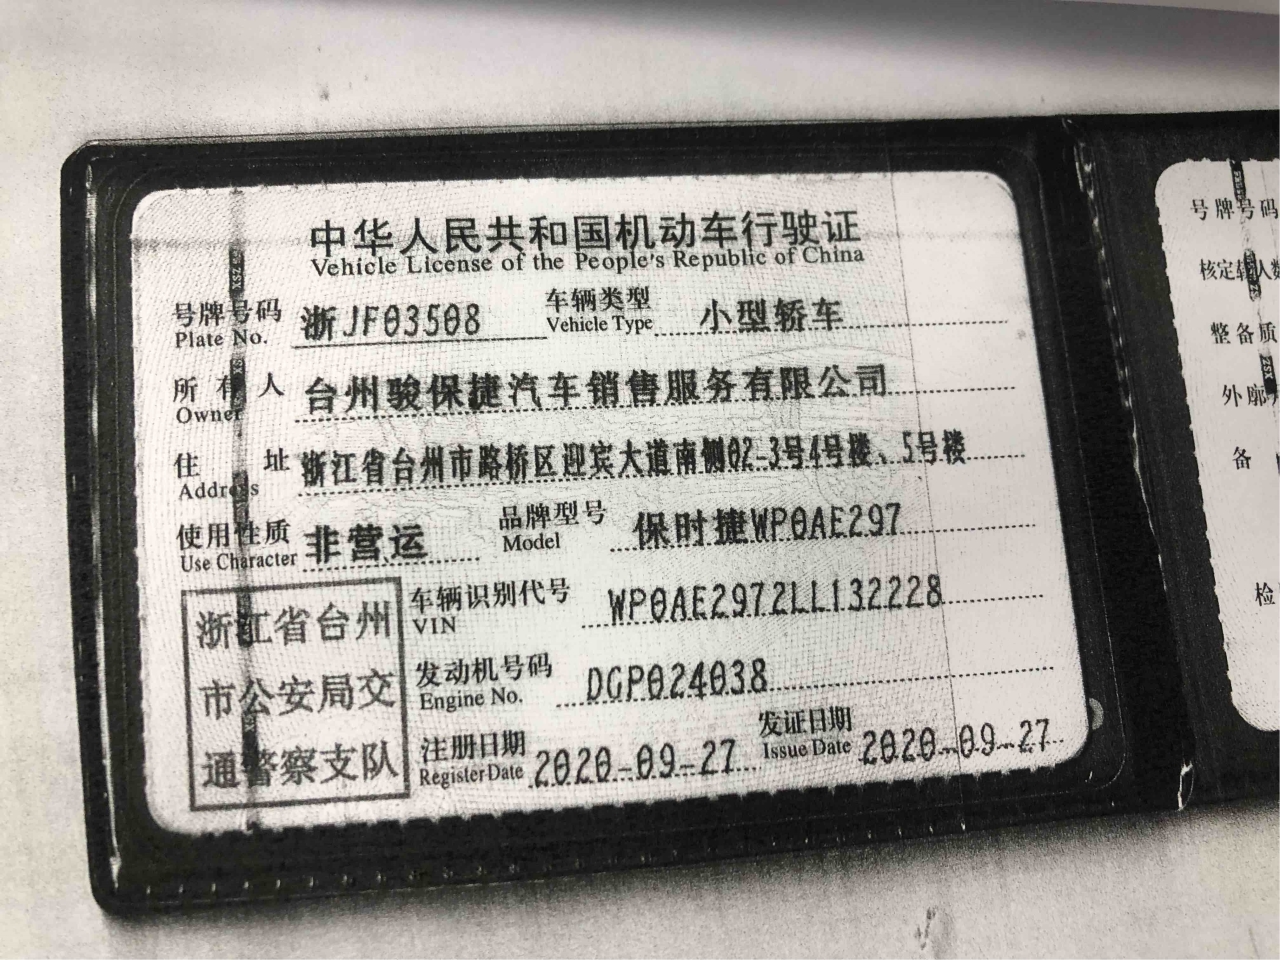 中华人民共和国机动车行驶证
Vehicle License of the People's Republic of China
号牌号码 浙JF03508 车辆类型 小型轿车
Plate No. Vehicle Type
所有人 台州骏保捷汽车销售服务有限公司
Owner
住址 浙江省台州市路桥区迎宾大道南侧02-3号4号楼、5号楼
Address
使用性质 非营运 品牌型号 保时捷WP0AE297
Use Character Model
浙江省台州
市公安局交
通警察支队
车辆识别代号 WP0AE2972LL132228
VIN
发动机号码 DGP024038
Engine No.
注册日期 2020-09-27 发证日期 2020-09-27
Register Date Issue Date
号牌号码
核定载人数
整备质
外廓
备
检